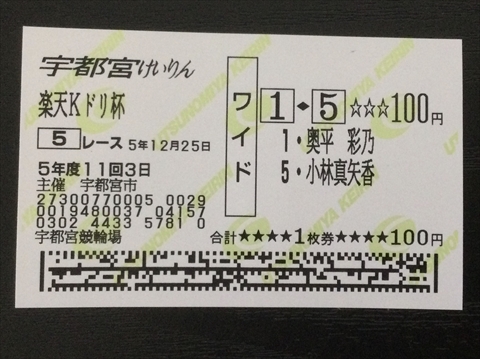 宇都宮けいりん
楽天Kドリ杯
5 レース 5年12月25日
5年度11回3日
主催 宇都宮市
27300770005 0029
0019480037 04157
0302 4433 5781 0
宇都宮競輪場
ワイド
1◆5 ☆☆☆100円
1・奥平 彩乃
5・小林真矢香
合計★★★★1枚券★★★★100円
UTSUNOMIYA KEIRIN